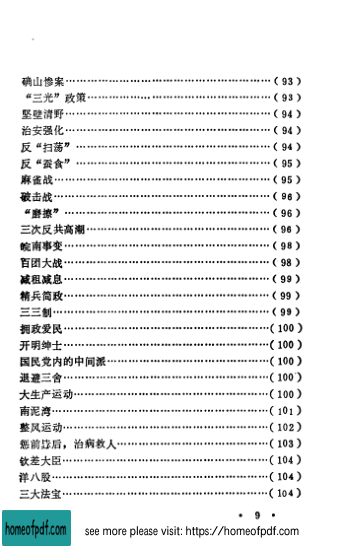 确山惨案……………………………………………( 93 )
“三光”政策…………………………………………( 93 )
坚壁清野……………………………………………( 94 )
治安强化……………………………………………( 94 )
反“扫荡”……………………………………………( 94 )
反“蚕食”……………………………………………( 95 )
麻雀战………………………………………………( 95 )
破击战………………………………………………( 96 )
“磨擦”………………………………………………( 96 )
三次反共高潮………………………………………( 96 )
皖南事变……………………………………………( 98 )
百团大战……………………………………………( 98 )
减租减息……………………………………………( 99 )
精兵简政……………………………………………( 99 )
三三制………………………………………………( 99 )
拥政爱民……………………………………………(100 )
开明绅士……………………………………………(100 )
国民党内的中间派…………………………………(100 )
退避三舍……………………………………………(100 )
大生产运动…………………………………………(100 )
南泥湾………………………………………………(101 )
整风运动……………………………………………(102 )
惩前毖后，治病救人………………………………(103 )
钦差大臣……………………………………………(104 )
洋八股………………………………………………(104 )
三大法宝……………………………………………(104 )
• 9 •
homeofpdf.com
see more please visit: https://homeofpdf.com